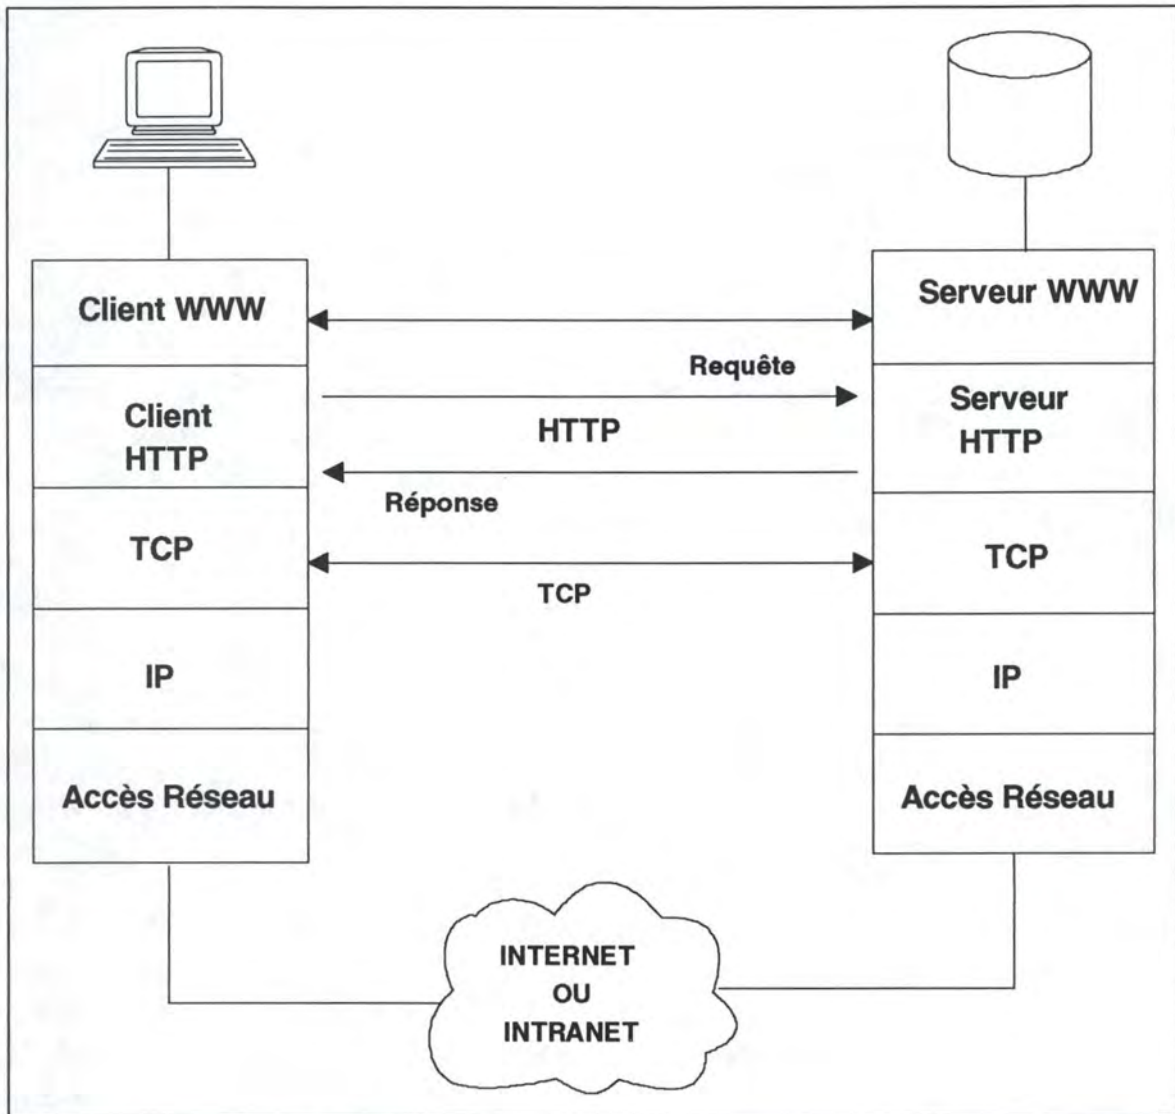 Client WWW
Serveur WWW
Requête
Client
HTTP
HTTP
Serveur
HTTP
Réponse
TCP
TCP
TCP
IP
IP
Accès Réseau
Accès Réseau
INTERNET
OU
INTRANET